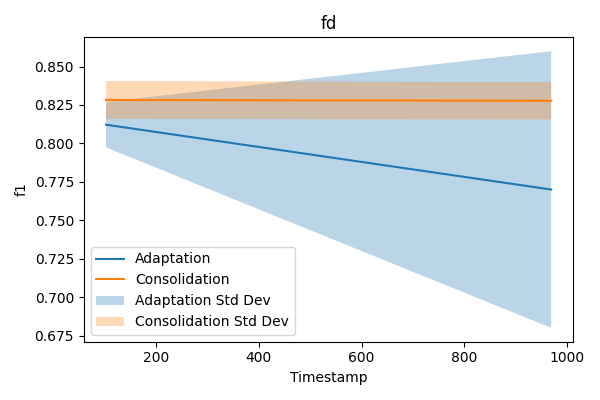 fd
0.850
0.825
0.800
0.775
0.750
0.725
0.700
0.675
f1
Adaptation
Consolidation
Adaptation Std Dev
Consolidation Std Dev
200
400
600
800
1000
Timestamp